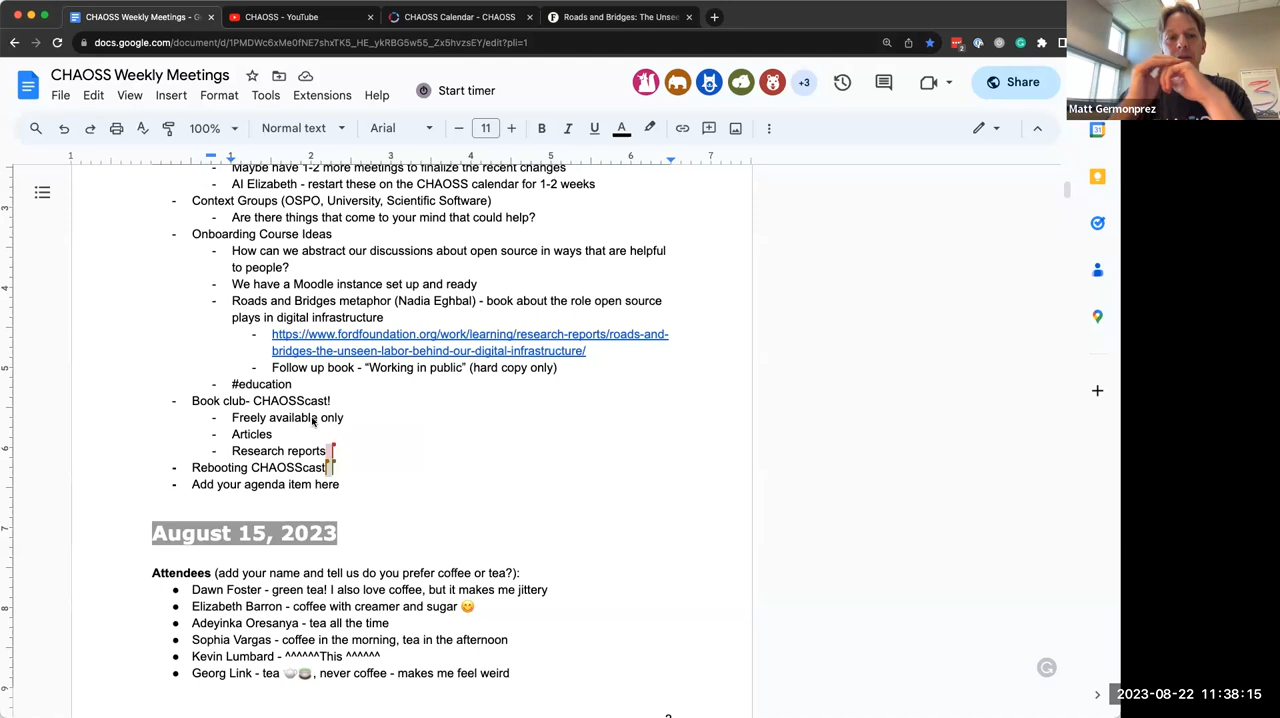 CHAOSS Weekly Meetings - G
CHAOSS - YouTube
CHAOSS Calendar - CHAOSS
Roads and Bridges: The Unsee
docs.google.com/document/d/1PMDWc6xMe0fNE7shxTK5_HE_ykRBG5w55_Zx5hvzsEY/edit?pli=1
Matt Germonprez
CHAOSS Weekly Meetings
File Edit View Insert Format Tools Extensions Help
Start timer
+3
Share
100% Normal text Arial 11
1 1 2 3 4 5 6 7
Maybe have 1-2 more meetings to finalize the recent changes
- AI Elizabeth - restart these on the CHAOSS calendar for 1-2 weeks
- Context Groups (OSPO, University, Scientific Software)
- Are there things that come to your mind that could help?
- Onboarding Course Ideas
- How can we abstract our discussions about open source in ways that are helpful
to people?
- We have a Moodle instance set up and ready
- Roads and Bridges metaphor (Nadia Eghbal) - book about the role open source
plays in digital infrastructure
- https://www.fordfoundation.org/work/learning/research-reports/roads-and-
bridges-the-unseen-labor-behind-our-digital-infrastructure/
- Follow up book - “Working in public” (hard copy only)
- #education
- Book club- CHAOSScast!
- Freely available only
- Articles
- Research reports
- Rebooting CHAOSScast
- Add your agenda item here
August 15, 2023
Attendees (add your name and tell us do you prefer coffee or tea?):
● Dawn Foster - green tea! I also love coffee, but it makes me jittery
● Elizabeth Barron - coffee with creamer and sugar 😋
● Adeyinka Oresanya - tea all the time
● Sophia Vargas - coffee in the morning, tea in the afternoon
● Kevin Lumbard - ^^^^^^This ^^^^^^
● Georg Link - tea 🫖🍵, never coffee - makes me feel weird
2023-08-22 11:38:15